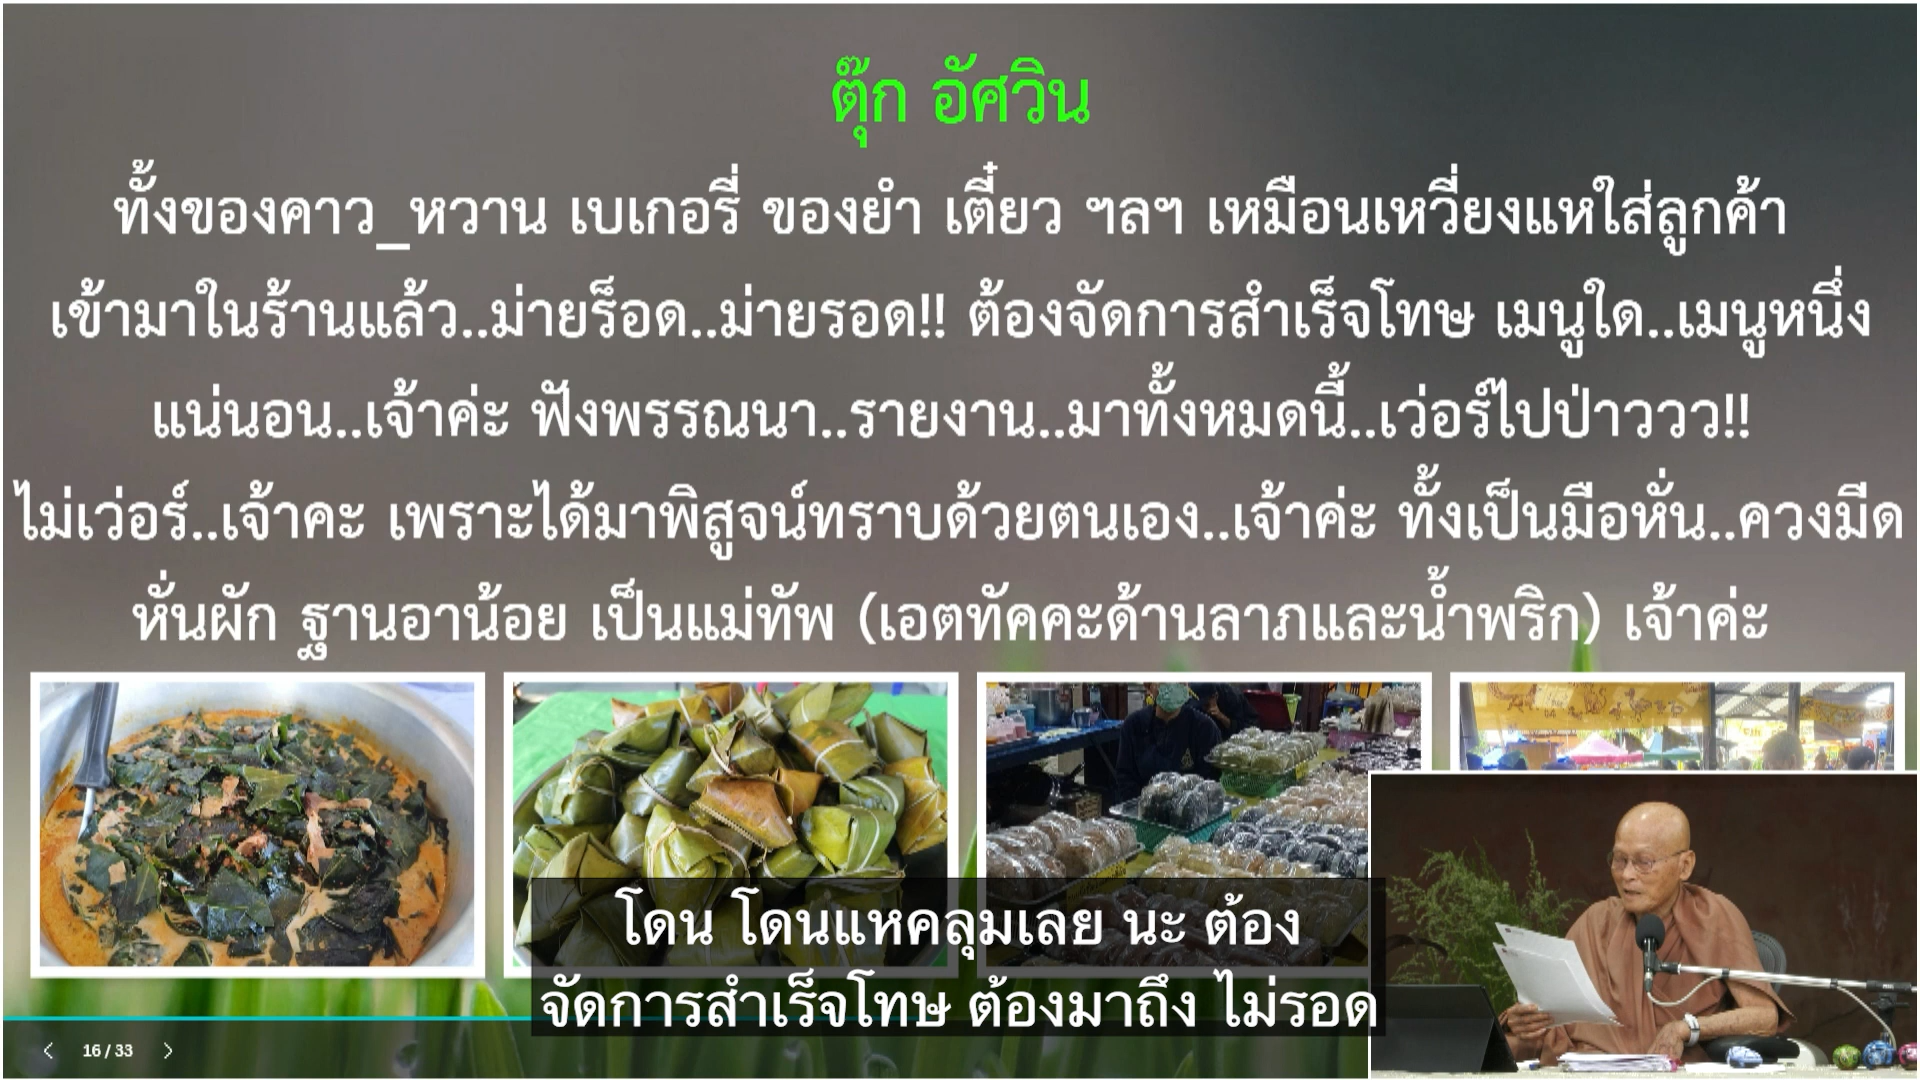 ตุ๊ก อัศวิน
ทั้งของคาว_หวาน เบเกอรี่ ของยำ เตี๋ยว ฯลฯ เหมือนเหวี่ยงแหใส่ลูกค้า
เข้ามาในร้านแล้ว..ม่ายร็อด..ม่ายรอด!! ต้องจัดการสำเร็จโทษ เมนูใด..เมนูหนึ่ง
แน่นอน..เจ้าค่ะ ฟังพรรณนา..รายงาน..มาทั้งหมดนี้..เว่อร์ไปป่าววว!!
ไม่เว่อร์..เจ้าคะ เพราะได้มาพิสูจน์ทราบด้วยตนเอง..เจ้าค่ะ ทั้งเป็นมือหั่น..ควงมีด
หั่นผัก ฐานอาน้อย เป็นแม่ทัพ (เอตทัคคะด้านลาภและน้ำพริก) เจ้าค่ะ
โดน โดนแหคลุมเลย นะ ต้อง
จัดการสำเร็จโทษ ต้องมาถึง ไม่รอด
16 / 33